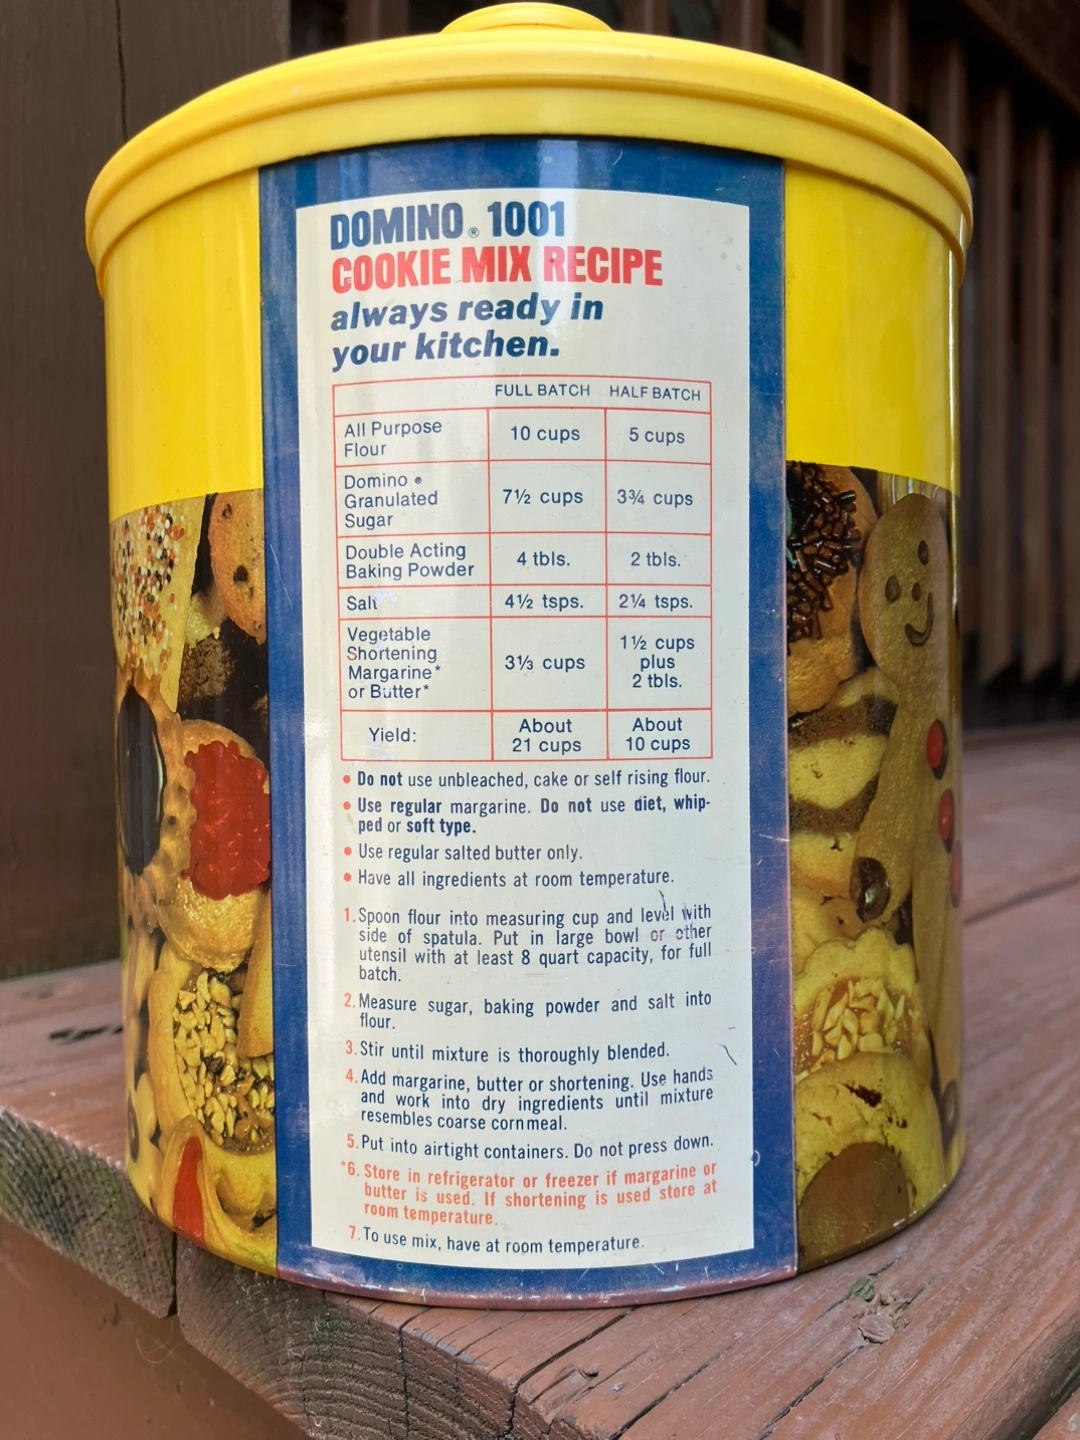 DOMINO® 1001
COOKIE MIX RECIPE
always ready in
your kitchen.
FULL BATCH HALF BATCH
All Purpose
Flour
10 cups
5 cups
Domino ®
Granulated
Sugar
7½ cups
3¾ cups
Double Acting
Baking Powder
4 tbls.
2 tbls.
Salt
4½ tsps.
2¼ tsps.
Vegetable
Shortening
Margarine*
or Butter*
3⅓ cups
1½ cups
plus
2 tbls.
Yield:
About
21 cups
About
10 cups
• Do not use unbleached, cake or self rising flour.
• Use regular margarine. Do not use diet, whip-
ped or soft type.
• Use regular salted butter only.
• Have all ingredients at room temperature.
1. Spoon flour into measuring cup and level with
side of spatula. Put in large bowl or other
utensil with at least 8 quart capacity, for full
batch.
2. Measure sugar, baking powder and salt into
flour.
3. Stir until mixture is thoroughly blended.
4. Add margarine, butter or shortening. Use hands
and work into dry ingredients until mixture
resembles coarse cornmeal.
5. Put into airtight containers. Do not press down.
*6. Store in refrigerator or freezer if margarine or
butter is used. If shortening is used store at
room temperature.
7. To use mix, have at room temperature.